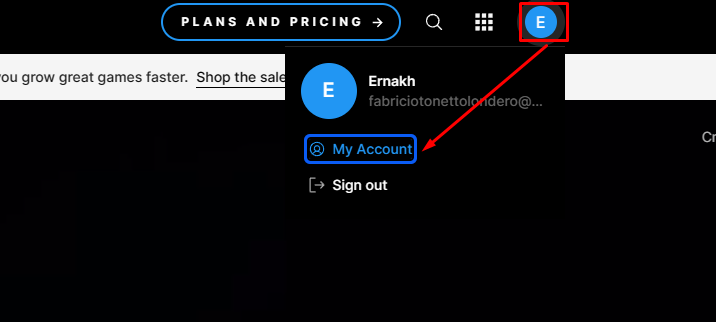 PLANS AND PRICING →
E
you grow great games faster. Shop the sale
E
Ernakh
fabriciotonettolondero@...
My Account
Sign out
Cr